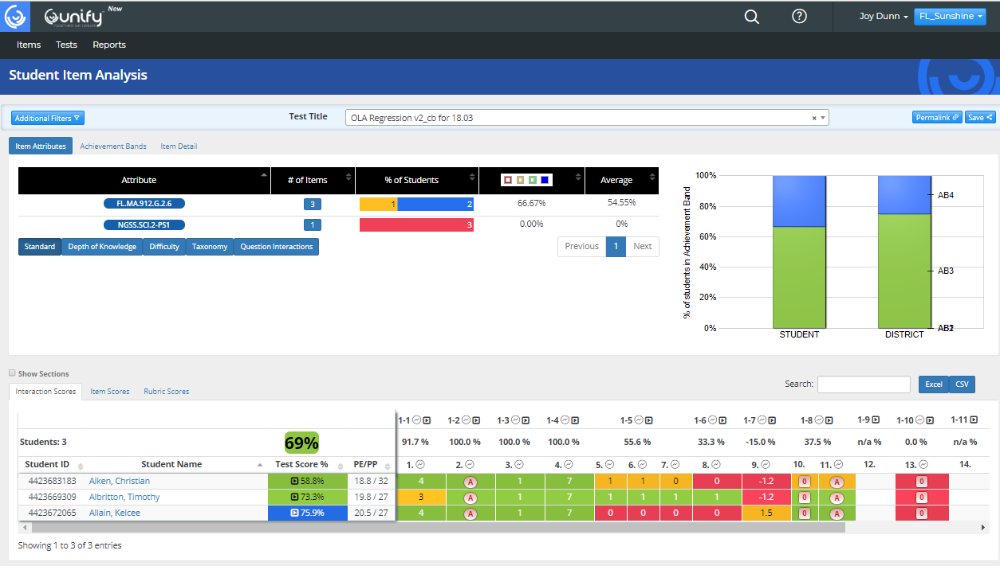 unify New
TOGETHER WE CREATE
Joy Dunn
FL_Sunshine
Items Tests Reports
Student Item Analysis
Additional Filters
Test Title
OLA Regression v2_cb for 18.03
×
Permalink
Save
Item Attributes Achievement Bands Item Detail
Attribute # of Items % of Students Average
FL.MA.912.G.2.6 3 1 2 66.67% 54.55%
NGSS.SCI.2-PS1 1 3 0.00% 0%
Standard Depth of Knowledge Difficulty Taxonomy Question Interactions
Previous 1 Next
% of students in Achievement Band
100%
80%
60%
40%
20%
0%
AB4
AB3
STUDENT DISTRICT
Show Sections
Interaction Scores Item Scores Rubric Scores
Search:
Excel CSV
1-1 1-2 1-3 1-4 1-5 1-6 1-7 1-8 1-9 1-10 1-11
Students: 3 69% 91.7 % 100.0 % 100.0 % 100.0 % 55.6 % 33.3 % -15.0 % 37.5 % n/a % 0.0 % n/a %
Student ID Student Name Test Score % PE/PP 1. 2. 3. 4. 5. 6. 7. 8. 9. 10. 11. 12. 13. 14.
4423683183 Aiken, Christian 58.8% 18.8 / 32 4 A 1 7 1 1 0 0 -1.2 0 A 0
4423669309 Albritton, Timothy 73.3% 19.8 / 27 3 A 1 7 1 1 1 1 -1.2 0 A 0
4423672065 Allain, Kelcee 75.9% 20.5 / 27 4 A 1 7 0 0 0 0 1.5 0 A 0
Showing 1 to 3 of 3 entries